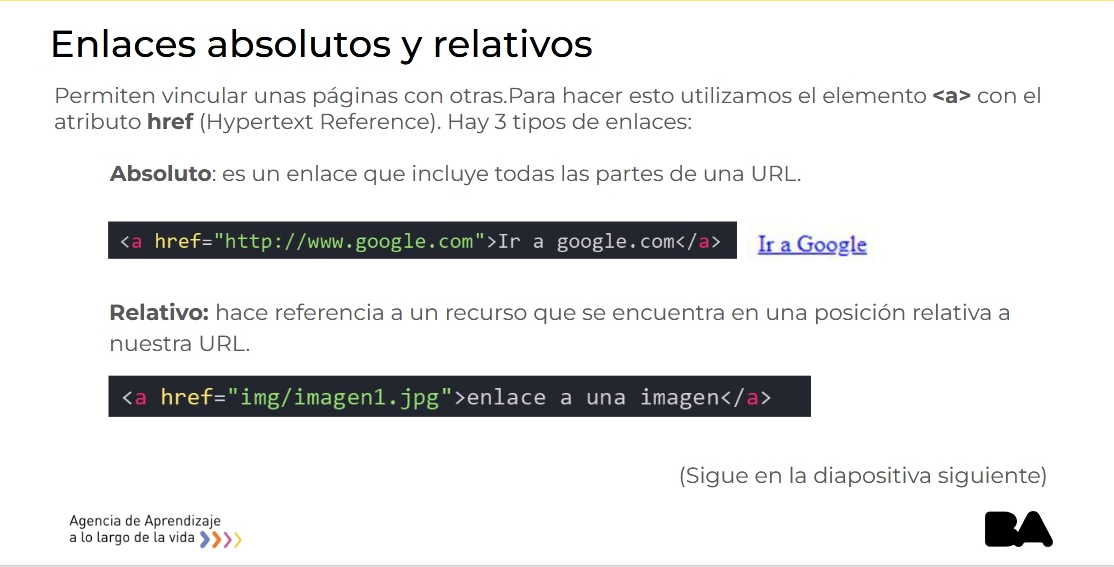 Enlaces absolutos y relativos
Permiten vincular unas páginas con otras.Para hacer esto utilizamos el elemento <a> con el
atributo href (Hypertext Reference). Hay 3 tipos de enlaces:
Absoluto: es un enlace que incluye todas las partes de una URL.
<a href="http://www.google.com">Ir a google.com</a>
Ir a Google
Relativo: hace referencia a un recurso que se encuentra en una posición relativa a
nuestra URL.
<a href="img/imagen1.jpg">enlace a una imagen</a>
(Sigue en la diapositiva siguiente)
Agencia de Aprendizaje
a lo largo de la vida
BA